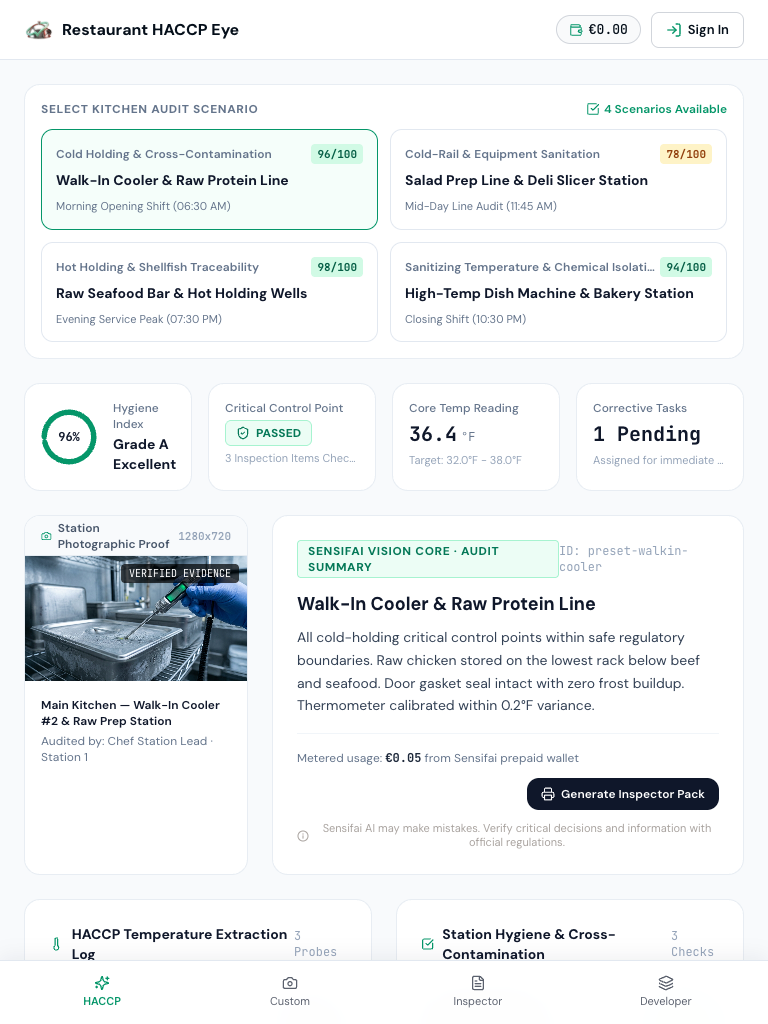 Restaurant HACCP Eye
€0.00
Sign In
SELECT KITCHEN AUDIT SCENARIO
4 Scenarios Available
Cold Holding & Cross-Contamination
96/100
Walk-In Cooler & Raw Protein Line
Morning Opening Shift (06:30 AM)
Cold-Rail & Equipment Sanitation
78/100
Salad Prep Line & Deli Slicer Station
Mid-Day Line Audit (11:45 AM)
Hot Holding & Shellfish Traceability
98/100
Raw Seafood Bar & Hot Holding Wells
Evening Service Peak (07:30 PM)
Sanitizing Temperature & Chemical Isolati...
94/100
High-Temp Dish Machine & Bakery Station
Closing Shift (10:30 PM)
96%
Hygiene
Index
Grade A
Excellent
Critical Control Point
PASSED
3 Inspection Items Chec...
Core Temp Reading
36.4 °F
Target: 32.0°F - 38.0°F
Corrective Tasks
1 Pending
Assigned for immediate ...
Station
Photographic Proof
1280x720
VERIFIED EVIDENCE
Main Kitchen — Walk-In Cooler
#2 & Raw Prep Station
Audited by: Chef Station Lead ·
Station 1
SENSIFAI VISION CORE · AUDIT
SUMMARY
ID: preset-walkin-
cooler
Walk-In Cooler & Raw Protein Line
All cold-holding critical control points within safe regulatory
boundaries. Raw chicken stored on the lowest rack below beef
and seafood. Door gasket seal intact with zero frost buildup.
Thermometer calibrated within 0.2°F variance.
Metered usage: €0.05 from Sensifai prepaid wallet
Generate Inspector Pack
Sensifai AI may make mistakes. Verify critical decisions and information with
official regulations.
HACCP Temperature Extraction
Log
3
Probes
Station Hygiene & Cross-
Contamination
3
Checks
HACCP
Custom
Inspector
Developer